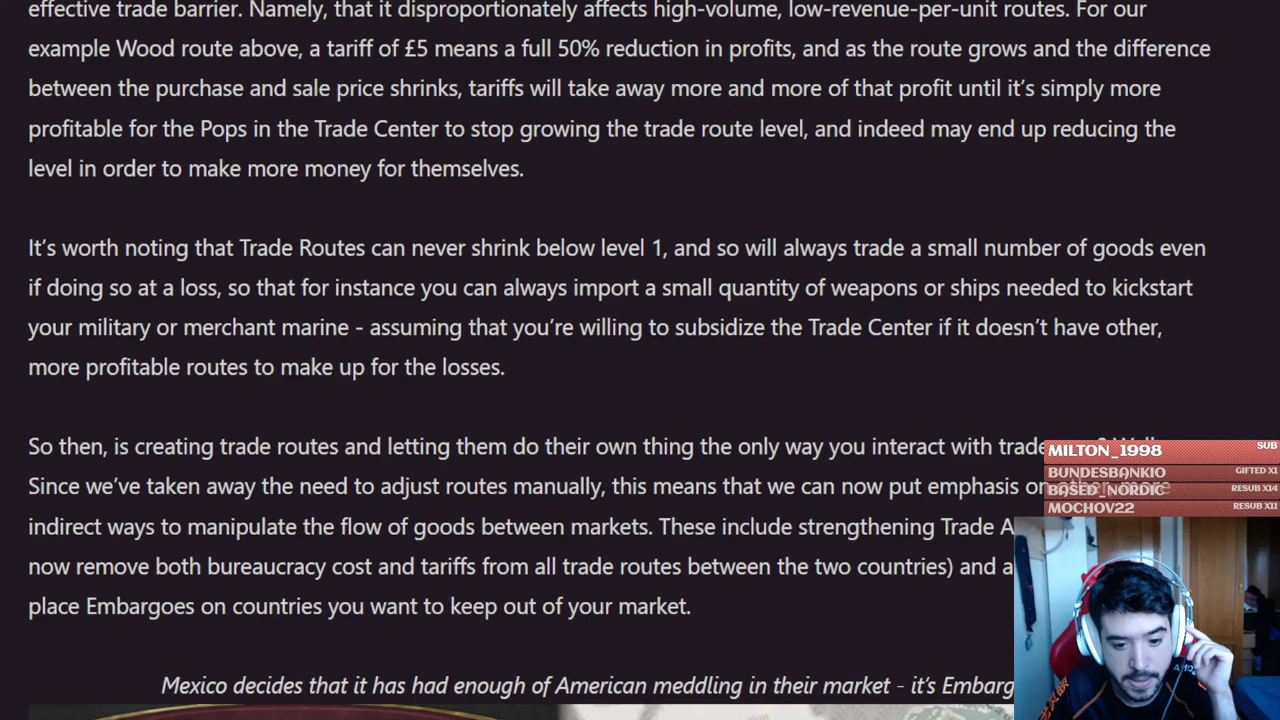 effective trade barrier. Namely, that it disproportionately affects high-volume, low-revenue-per-unit routes. For our
example Wood route above, a tariff of £5 means a full 50% reduction in profits, and as the route grows and the difference
between the purchase and sale price shrinks, tariffs will take away more and more of that profit until it's simply more
profitable for the Pops in the Trade Center to stop growing the trade route level, and indeed may end up reducing the
level in order to make more money for themselves.
It's worth noting that Trade Routes can never shrink below level 1, and so will always trade a small number of goods even
if doing so at a loss, so that for instance you can always import a small quantity of weapons or ships needed to kickstart
your military or merchant marine - assuming that you're willing to subsidize the Trade Center if it doesn't have other,
more profitable routes to make up for the losses.
So then, is creating trade routes and letting them do their own thing the only way you interact with trade
Since we've taken away the need to adjust routes manually, this means that we can now put emphasis on other, more
indirect ways to manipulate the flow of goods between markets. These include strengthening Trade A
now remove both bureaucracy cost and tariffs from all trade routes between the two countries) and a
place Embargoes on countries you want to keep out of your market.
Mexico decides that it has had enough of American meddling in their market - it's Embarg
MILTON_1998 SUB
BUNDESBANKIO GIFTED X1
BASED_NORDIC RESUB X14
MOCHOV22 RESUB X11